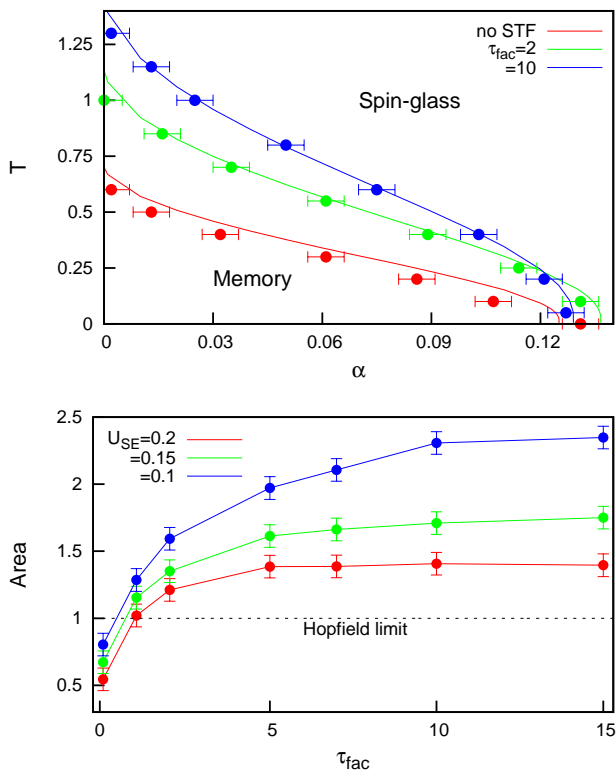 no STF
τfac=2
=10
Spin-glass
Memory
T
1.25
1
0.75
0.5
0.25
0
0
0.03
0.06
0.09
0.12
α
USE=0.2
=0.15
=0.1
Hopfield limit
Area
2.5
2
1.5
1
0.5
0
5
10
15
τfac